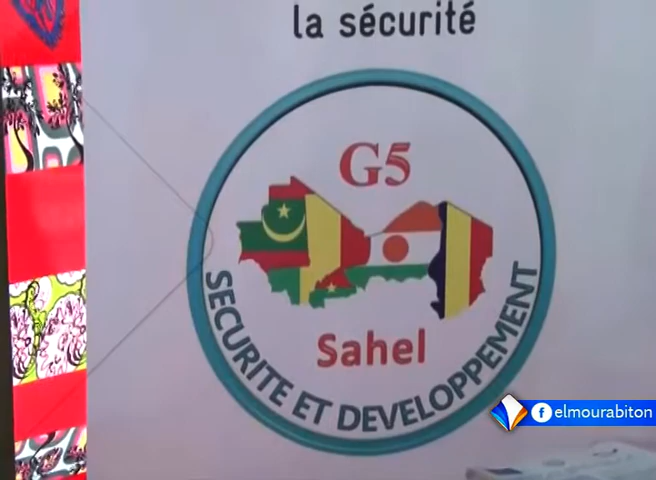 la sécurité
G5
Sahel
SECURITE ET DEVELOPPEMENT
elmourabiton